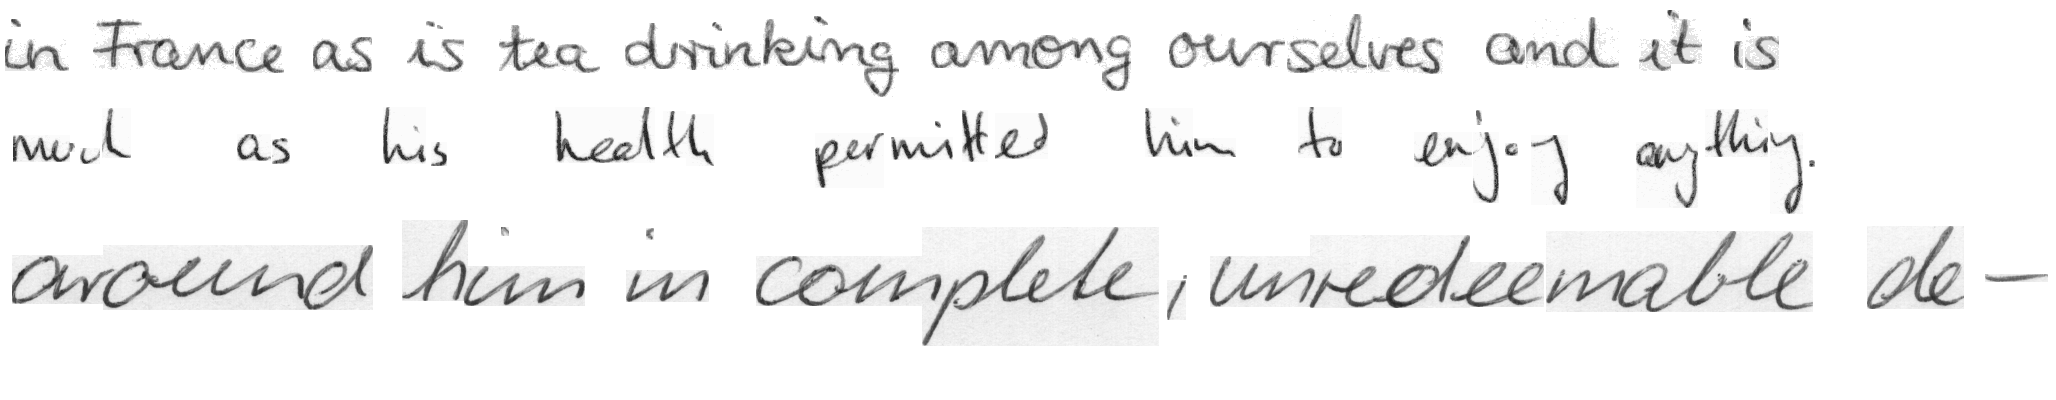 in France as is tea drinking among ourselves and it is
much as his health permitted him to enjoy anything.
around him in complete, unredeemable de-